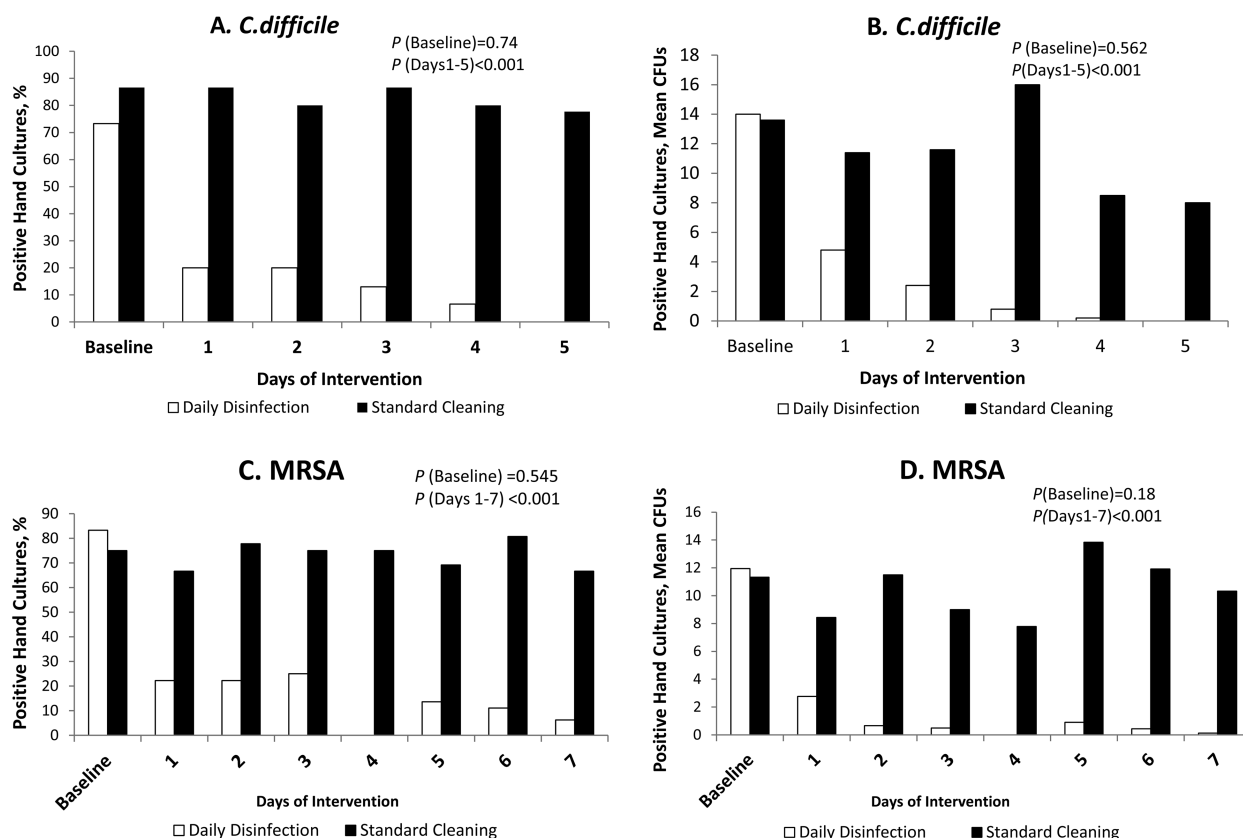 A. C.difficile
P (Baseline)=0.74
P (Days1-5)<0.001
Positive Hand Cultures, %
100
90
80
70
60
50
40
30
20
10
0
Baseline 1 2 3 4 5
Days of Intervention
Daily Disinfection Standard Cleaning
B. C.difficile
P (Baseline)=0.562
P(Days1-5)<0.001
Positive Hand Cultures, Mean CFUs
18
16
14
12
10
8
6
4
2
0
Baseline 1 2 3 4 5
Days of Intervention
Daily Disinfection Standard Cleaning
C. MRSA
P (Baseline) =0.545
P (Days 1-7) <0.001
Positive Hand Cultures, %
90
80
70
60
50
40
30
20
10
0
Baseline 1 2 3 4 5 6 7
Days of Intervention
Daily Disinfection Standard Cleaning
D. MRSA
P(Baseline)=0.18
P(Days1-7)<0.001
Positive Hand Cultures, Mean CFUs
16
14
12
10
8
6
4
2
0
Baseline 1 2 3 4 5 6 7
Days of Intervention
Daily Disinfection Standard Cleaning